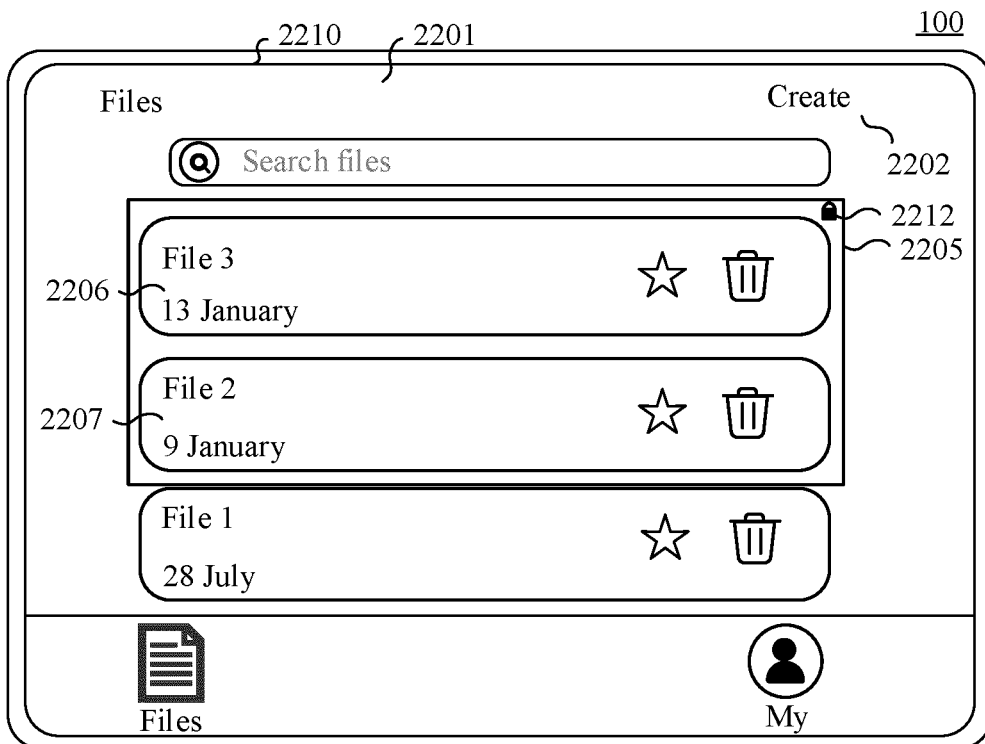 100
2210 2201
Files Create
2202
Search files
2212
2205
File 3
2206
13 January
File 2
2207
9 January
File 1
28 July
Files My